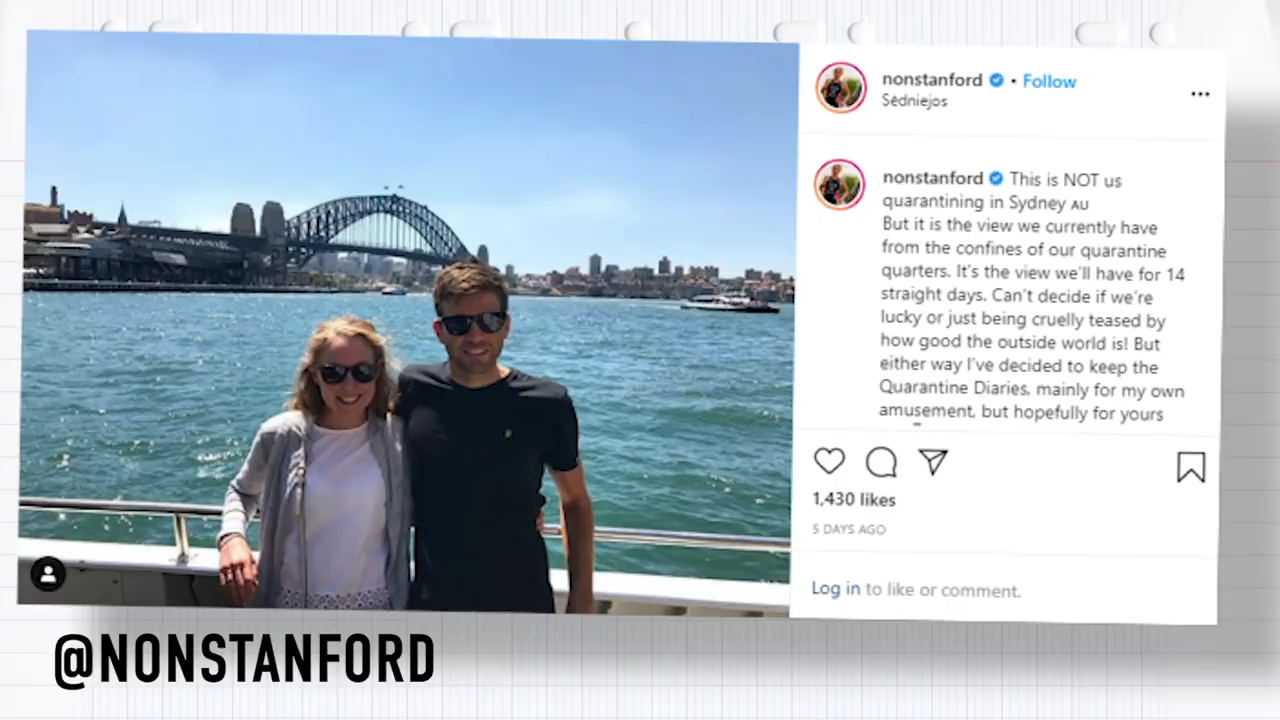 nonstanford • Follow
Sėdniejos
nonstanford This is NOT us
quarantining in Sydney AU
But it is the view we currently have
from the confines of our quarantine
quarters. It's the view we'll have for 14
straight days. Can't decide if we're
lucky or just being cruelly teased by
how good the outside world is! But
either way I've decided to keep the
Quarantine Diaries, mainly for my own
amusement, but hopefully for yours
1,430 likes
5 DAYS AGO
Log in to like or comment.
@NONSTANFORD